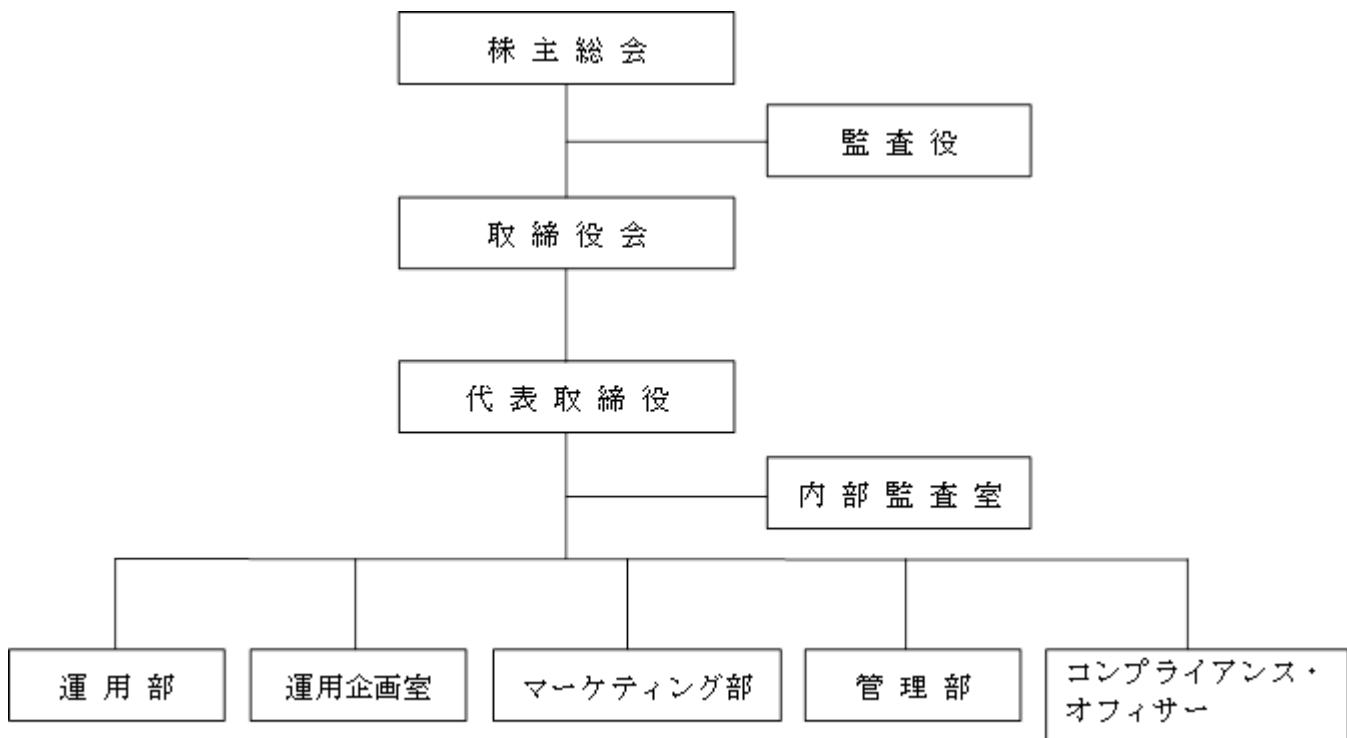 株主総会
監査役
取締役会
代表取締役
内部監査室
運用部
運用企画室
マーケティング部
管理部
コンプライアンス・
オフィサー